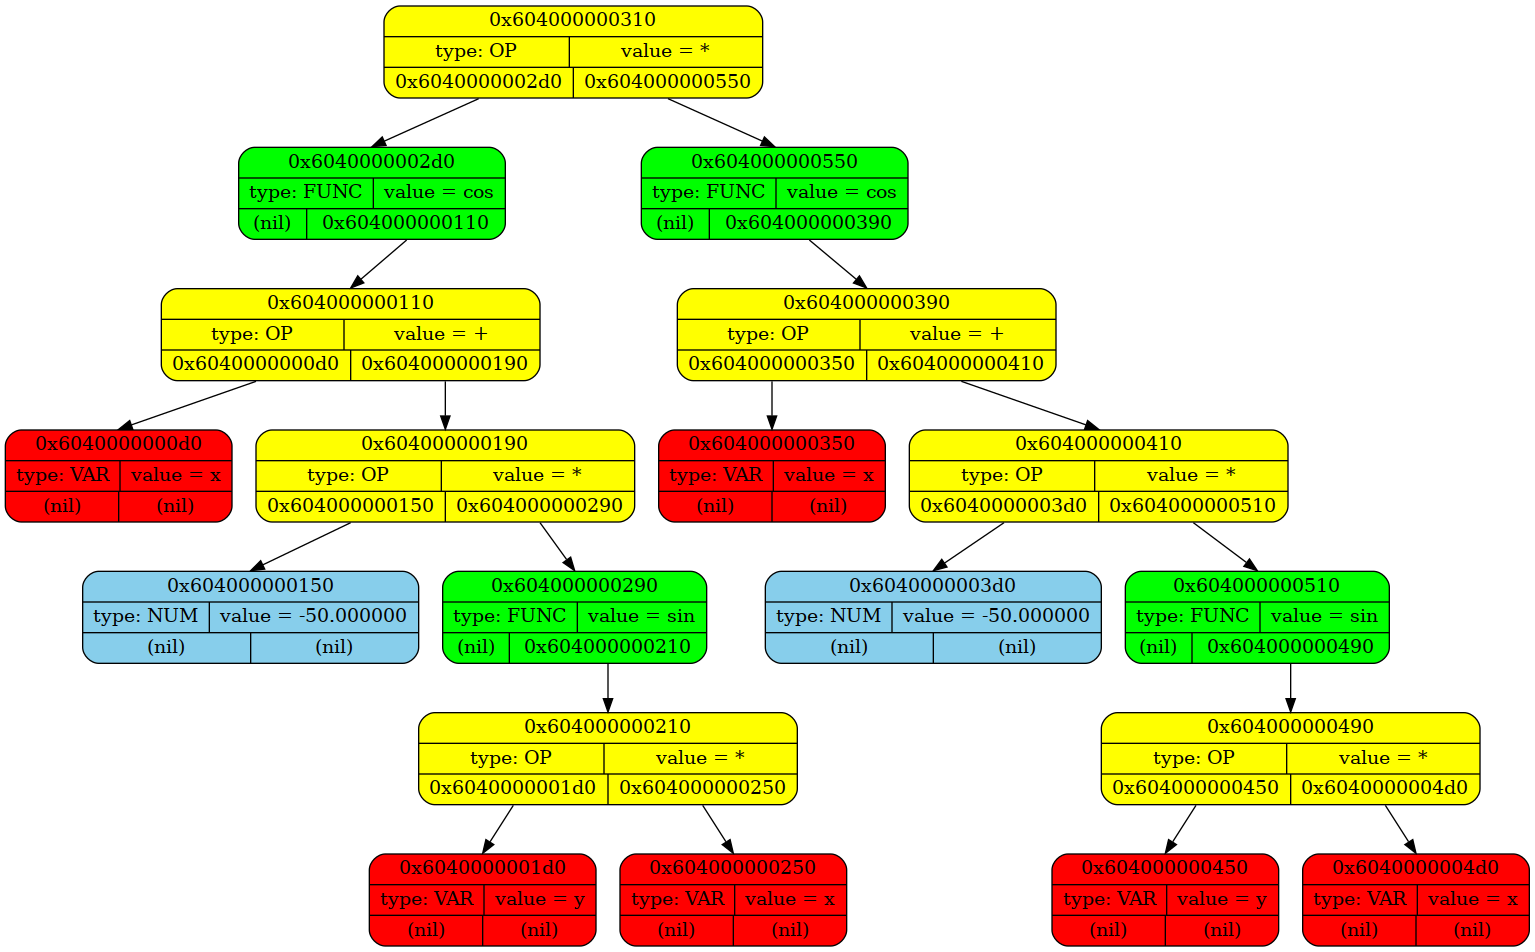 0x604000000310
type: OP value = *
0x6040000002d0 0x604000000550
0x6040000002d0
type: FUNC value = cos
(nil) 0x604000000110
0x604000000550
type: FUNC value = cos
(nil) 0x604000000390
0x604000000110
type: OP value = +
0x6040000000d0 0x604000000190
0x604000000390
type: OP value = +
0x604000000350 0x604000000410
0x6040000000d0
type: VAR value = x
(nil) (nil)
0x604000000190
type: OP value = *
0x604000000150 0x604000000290
0x604000000350
type: VAR value = x
(nil) (nil)
0x604000000410
type: OP value = *
0x6040000003d0 0x604000000510
0x604000000150
type: NUM value = -50.000000
(nil) (nil)
0x604000000290
type: FUNC value = sin
(nil) 0x604000000210
0x6040000003d0
type: NUM value = -50.000000
(nil) (nil)
0x604000000510
type: FUNC value = sin
(nil) 0x604000000490
0x604000000210
type: OP value = *
0x6040000001d0 0x604000000250
0x604000000490
type: OP value = *
0x604000000450 0x6040000004d0
0x6040000001d0
type: VAR value = y
(nil) (nil)
0x604000000250
type: VAR value = x
(nil) (nil)
0x604000000450
type: VAR value = y
(nil) (nil)
0x6040000004d0
type: VAR value = x
(nil) (nil)